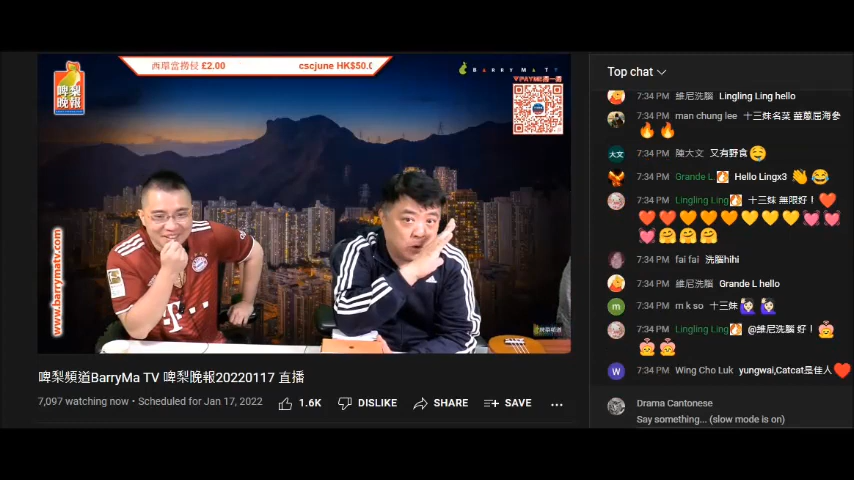 西環當撈侵 £2.00
cscjune HK$50.0
啤梨晚報
BARRYMA TV
www.barrymatv.com
T
啤梨頻道BarryMa TV 啤梨晚報20220117 直播
7,097 watching now • Scheduled for Jan 17, 2022
1.6K
DISLIKE
SHARE
SAVE
Top chat
7:34 PM 維尼洗腦 Lingling Ling hello
7:34 PM man chung lee 十三妹名菜 薑蔥屈海參
🔥🔥
大文 7:34 PM 陳大文 又有野食🤤
7:34 PM Grande L Hello Lingx3 👋😂
7:34 PM Lingling Ling 十三妹 無限好！❤️
❤️❤️🧡🧡🧡💛💛💛💓💓
💓🤗🤗🤗
7:34 PM fai fai 洗腦hihi
7:34 PM 維尼洗腦 Grande L hello
m 7:34 PM m k so 十三妹🙋🏻‍♀️🙋🏻‍♀️
7:34 PM Lingling Ling @維尼洗腦 好！
W 7:34 PM Wing Cho Luk yungwai,Catcat是佳人❤️
Drama Cantonese
Say something... (slow mode is on)